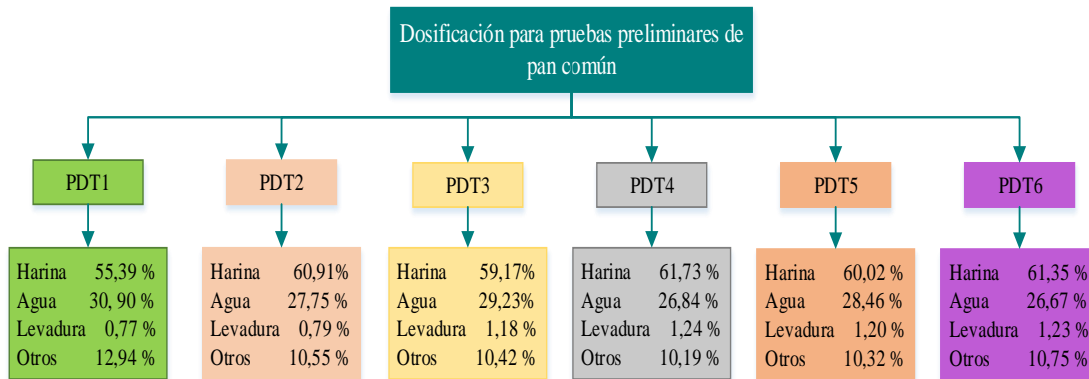 Dosificación para pruebas preliminares de
pan común
PDT1
PDT2
PDT3
PDT4
PDT5
PDT6
Harina 55,39 %
Agua 30, 90 %
Levadura 0,77 %
Otros 12,94 %
Harina 60,91%
Agua 27,75 %
Levadura 0,79 %
Otros 10,55 %
Harina 59,17%
Agua 29,23%
Levadura 1,18 %
Otros 10,42 %
Harina 61,73 %
Agua 26,84 %
Levadura 1,24 %
Otros 10,19 %
Harina 60,02 %
Agua 28,46 %
Levadura 1,20 %
Otros 10,32 %
Harina 61,35 %
Agua 26,67 %
Levadura 1,23 %
Otros 10,75 %